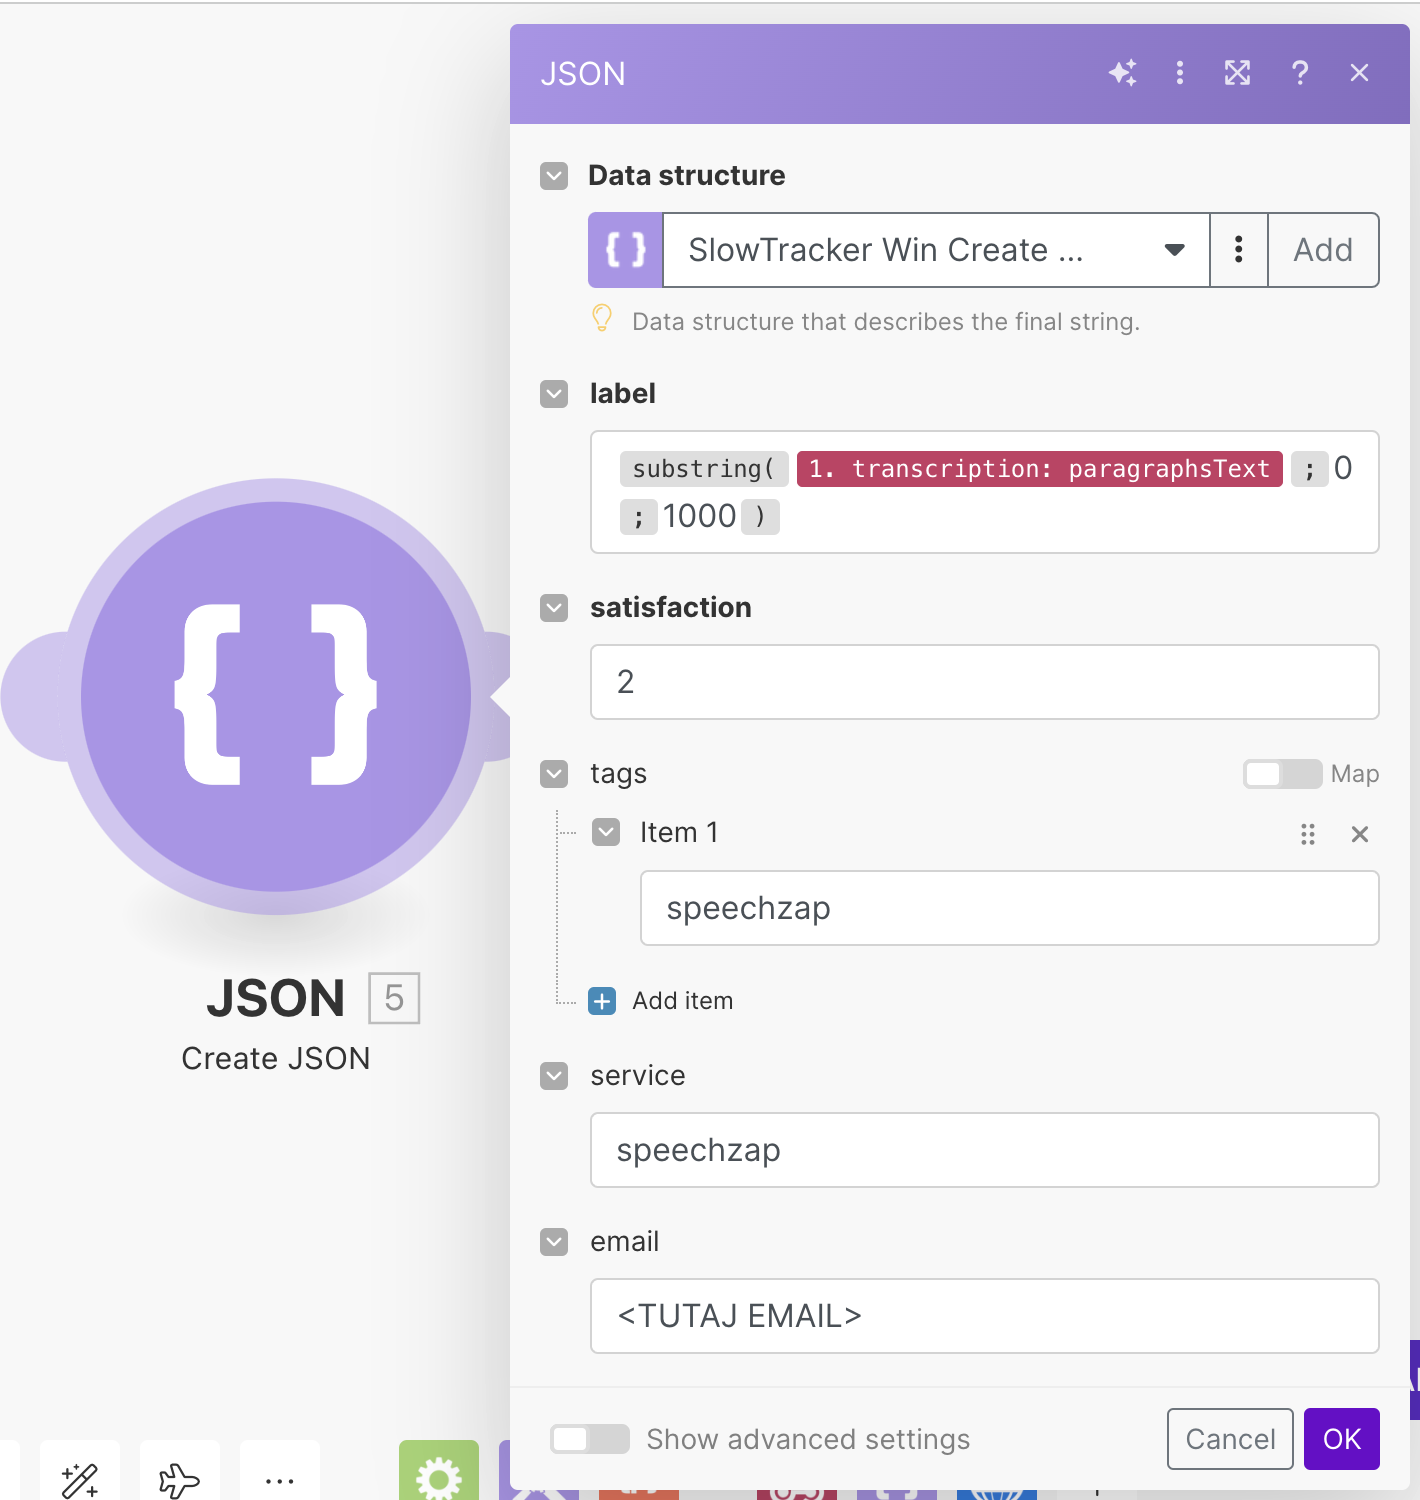 JSON
Data structure
{ } SlowTracker Win Create ... Add
Data structure that describes the final string.
label
substring( 1. transcription: paragraphsText ; 0
; 1000 )
satisfaction
2
tags Map
Item 1
speechzap
Add item
service
speechzap
email
<TUTAJ EMAIL>
Show advanced settings Cancel OK
{ }
JSON 5
Create JSON